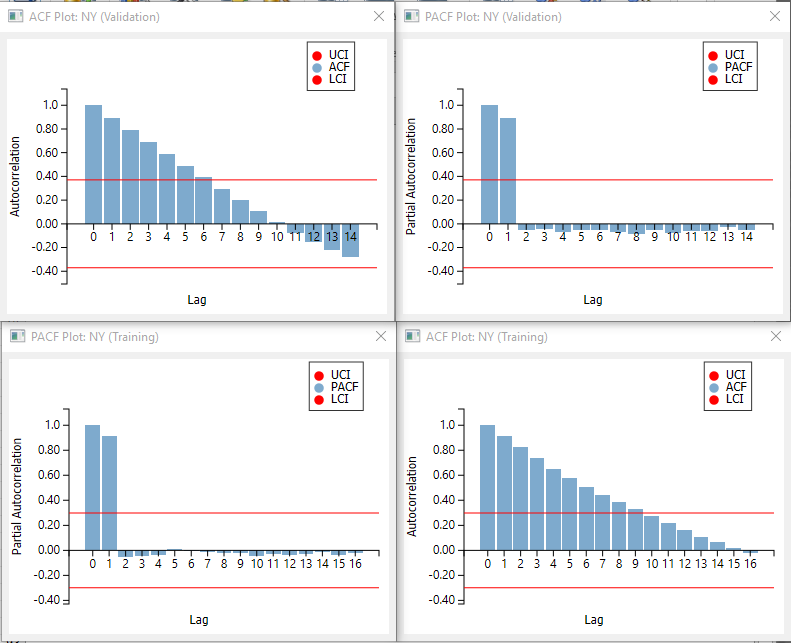 ACF Plot: NY (Validation)
UCI
ACF
LCI
1.0
0.80
0.60
0.40
0.20
0.00
-0.20
-0.40
Autocorrelation
0 1 2 3 4 5 6 7 8 9 10 11 12 13 14
Lag
PACF Plot: NY (Validation)
UCI
PACF
LCI
1.0
0.80
0.60
0.40
0.20
0.00
-0.20
-0.40
Partial Autocorrelation
0 1 2 3 4 5 6 7 8 9 10 11 12 13 14
Lag
PACF Plot: NY (Training)
UCI
PACF
LCI
1.0
0.80
0.60
0.40
0.20
0.00
-0.20
-0.40
Partial Autocorrelation
0 1 2 3 4 5 6 7 8 9 10 11 12 13 14 15 16
Lag
ACF Plot: NY (Training)
UCI
ACF
LCI
1.0
0.80
0.60
0.40
0.20
0.00
-0.20
-0.40
Autocorrelation
0 1 2 3 4 5 6 7 8 9 10 11 12 13 14 15 16
Lag